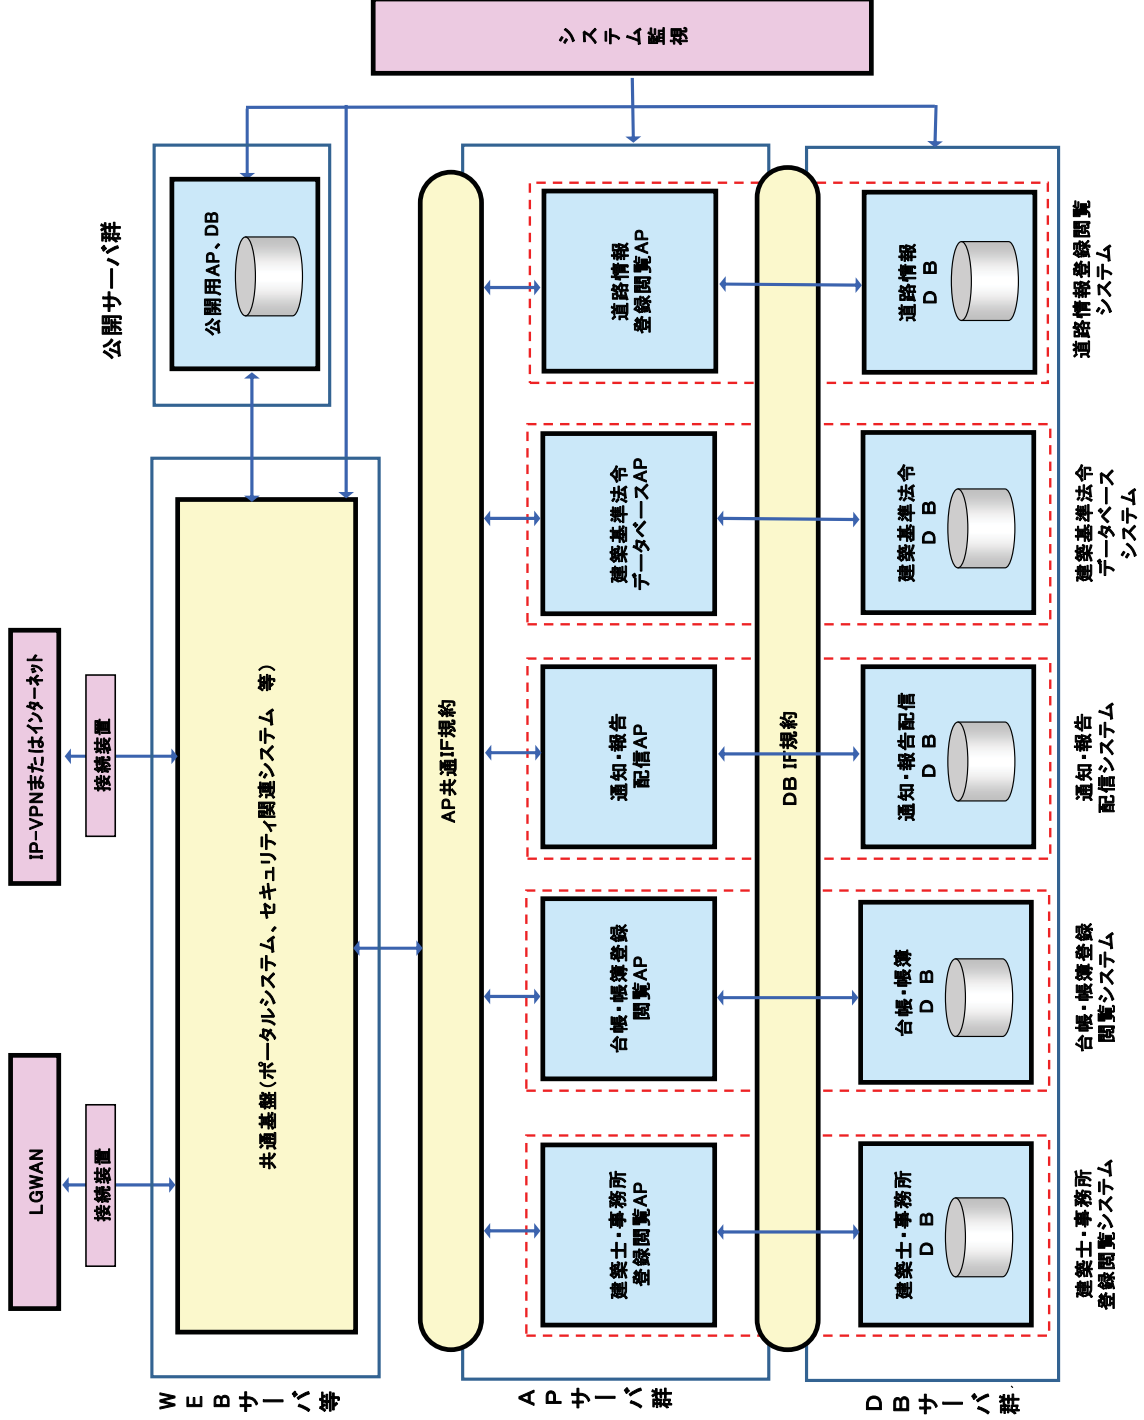 LGWAN
IP-VPNまたはインターネット
接続装置
接続装置
WEBサーバ等
共通基盤(ポータルシステム、セキュリティ関連システム 等)
公開サーバ群
公開用AP、DB
システム監視
AP共通IF規約
APサーバ群
建築士・事務所
登録閲覧AP
台帳・帳簿登録
閲覧AP
通知・報告
配信AP
建築基準法令
データベースAP
道路情報
登録閲覧AP
DB IF規約
DBサーバ群
建築士・事務所
DB
台帳・帳簿
DB
通知・報告配信
DB
建築基準法令
DB
道路情報
DB
建築士・事務所
登録閲覧システム
台帳・帳簿登録
閲覧システム
通知・報告
配信システム
建築基準法令
データベース
システム
道路情報登録閲覧
システム